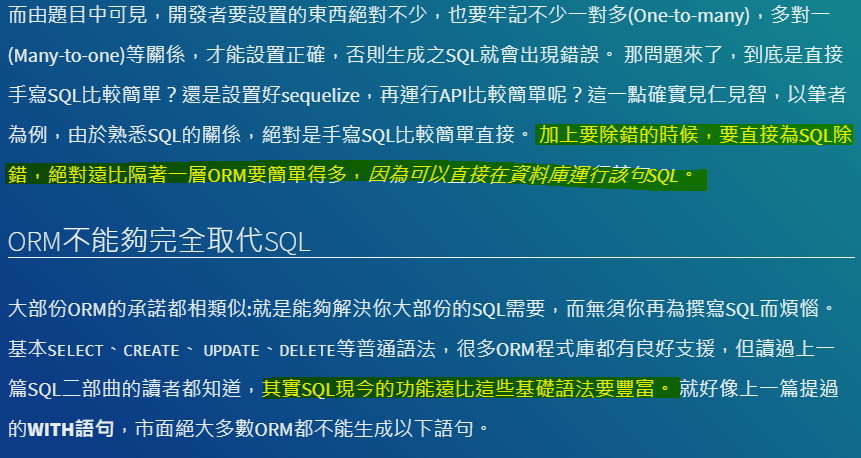 而由題目中可見，開發者要設置的東西絕對不少，也要牢記不少一對多(One-to-many)，多對一
(Many-to-one)等關係，才能設置正確，否則生成之SQL就會出現錯誤。 那問題來了，到底是直接
手寫SQL比較簡單？還是設置好sequelize，再運行API比較簡單呢？這一點確實見仁見智，以筆者
為例，由於熟悉SQL的關係，絕對是手寫SQL比較簡單直接。 加上要除錯的時候，要直接為SQL除
錯，絕對遠比隔著一層ORM要簡單得多，因為可以直接在資料庫運行該句SQL。
ORM不能夠完全取代SQL
大部份ORM的承諾都相類似:就是能夠解決你大部份的SQL需要，而無須你再為撰寫SQL而煩惱。
基本SELECT、CREATE、 UPDATE、DELETE等普通語法，很多ORM程式庫都有良好支援，但讀過上一
篇SQL二部曲的讀者都知道，其實SQL現今的功能遠比這些基礎語法要豐富。 就好像上一篇提過
的WITH語句，市面絕大多數ORM都不能生成以下語句。